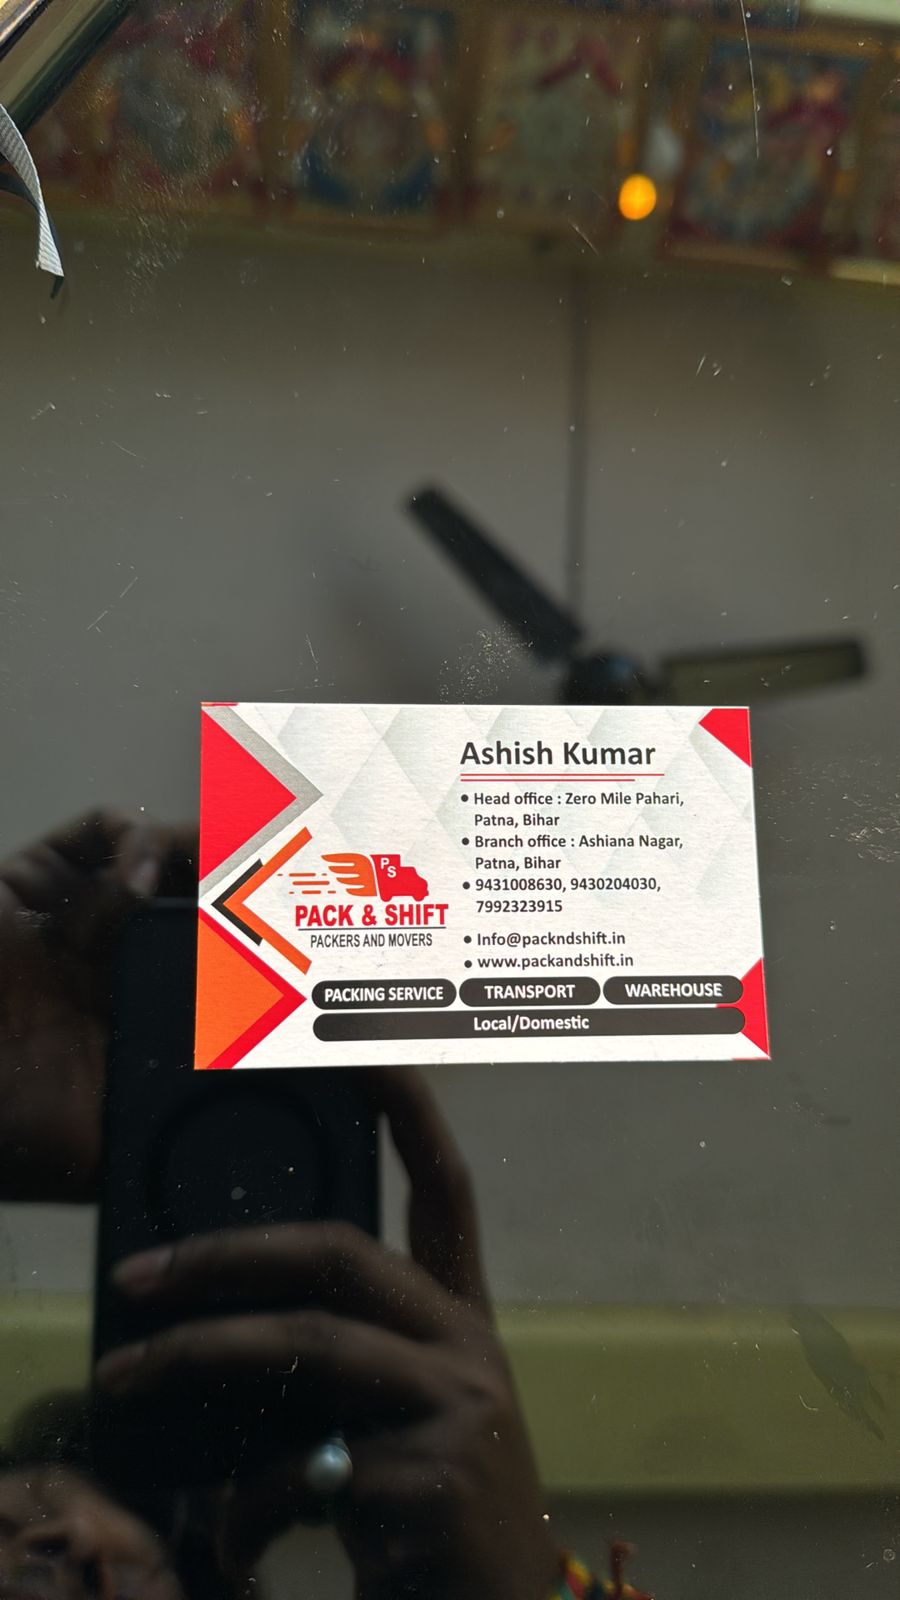 Ashish Kumar
• Head office : Zero Mile Pahari,
Patna, Bihar
• Branch office : Ashiana Nagar,
Patna, Bihar
• 9431008630, 9430204030,
7992323915
• Info@packndshift.in
• www.packandshift.in
PS
PACK & SHIFT
PACKERS AND MOVERS
PACKING SERVICE
TRANSPORT
WAREHOUSE
Local/Domestic